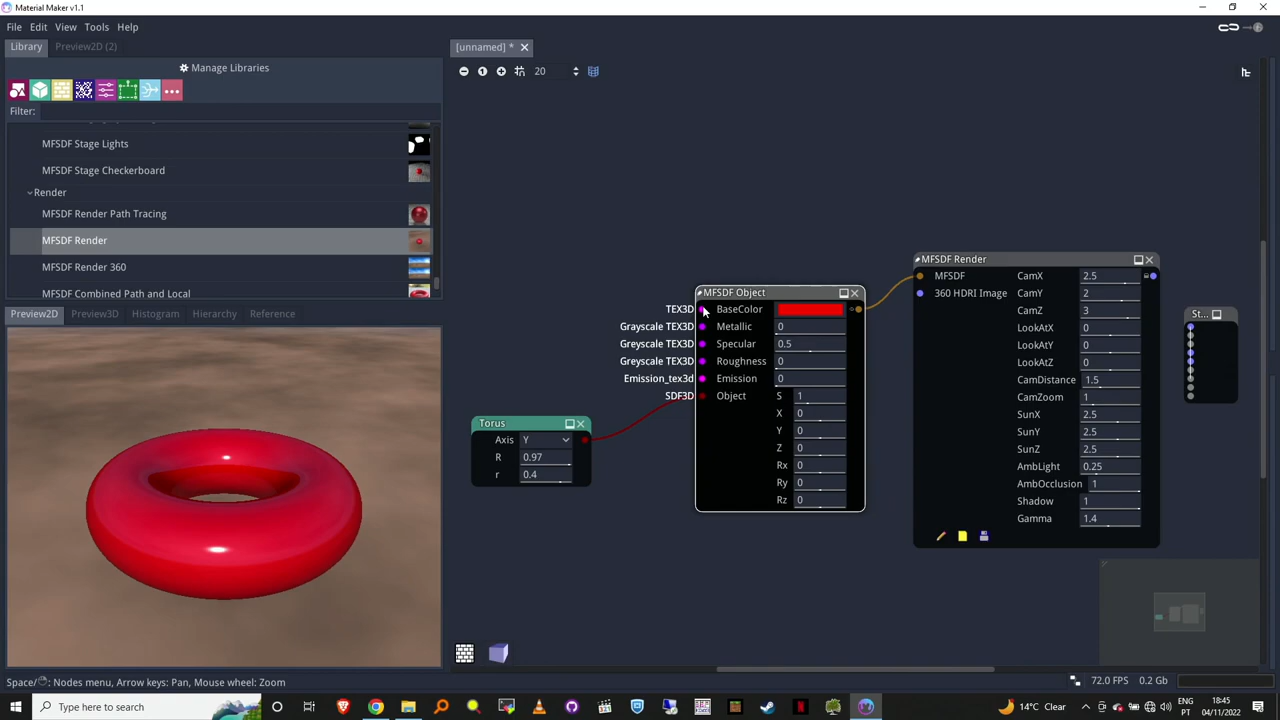 Material Maker v1.1
File Edit View Tools Help
Library Preview2D (2)
[unnamed] *
Manage Libraries
20
Filter:
MFSDF Stage Lights
MFSDF Stage Checkerboard
Render
MFSDF Render Path Tracing
MFSDF Render
MFSDF Render 360
MFSDF Combined Path and Local
Preview2D Preview3D Histogram Hierarchy Reference
Torus
Axis Y
R 0.97
r 0.4
MFSDF Object
TEX3D BaseColor
Grayscale TEX3D Metallic 0
Greyscale TEX3D Specular 0.5
Greyscale TEX3D Roughness 0
Emission_tex3d Emission 0
SDF3D Object S 1
X 0
Y 0
Z 0
Rx 0
Ry 0
Rz 0
MFSDF Render
MFSDF CamX 2.5
360 HDRI Image CamY 2
CamZ 3
LookAtX 0
LookAtY 0
LookAtZ 0
CamDistance 1.5
CamZoom 1
SunX 2.5
SunY 2.5
SunZ 2.5
AmbLight 0.25
AmbOcclusion 1
Shadow 1
Gamma 1.4
St...
Space/ : Nodes menu, Arrow keys: Pan, Mouse wheel: Zoom
72.0 FPS 0.2 Gb
Type here to search
14°C Clear
ENG
PT
18:45
04/11/2022